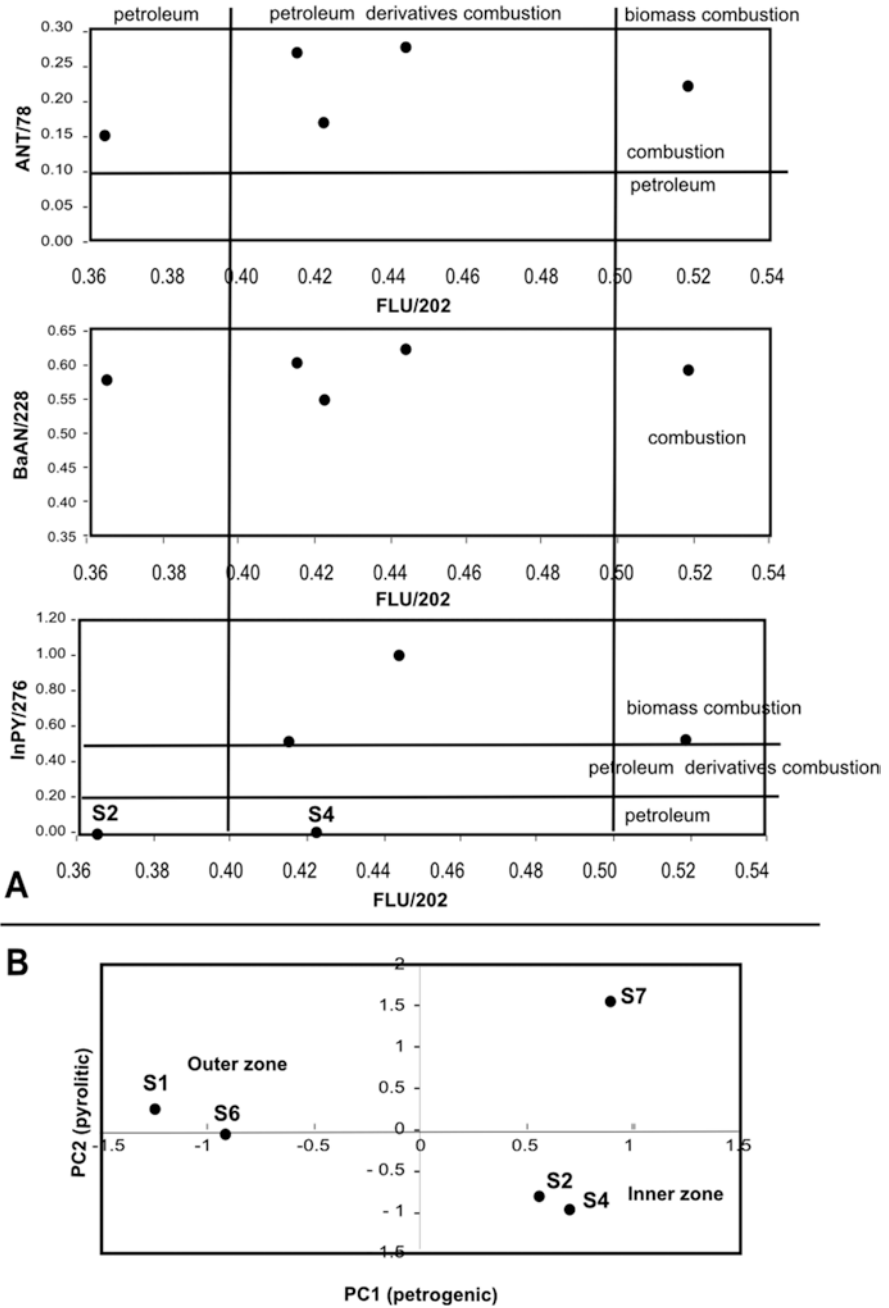 petroleum petroleum derivatives combustion biomass combustion
0.30
0.25
0.20
0.15
0.10
0.05
0.00
ANT/78
combustion
petroleum
0.36 0.38 0.40 0.42 0.44 0.46 0.48 0.50 0.52 0.54
FLU/202
0.65
0.60
0.55
0.50
0.45
0.40
0.35
BaAN/228
combustion
0.36 0.38 0.40 0.42 0.44 0.46 0.48 0.50 0.52 0.54
FLU/202
1.20
1.00
0.80
0.60
0.40
0.20
0.00
InPY/276
biomass combustion
petroleum derivatives combustion
petroleum
S2 S4
0.36 0.38 0.40 0.42 0.44 0.46 0.48 0.50 0.52 0.54
FLU/202
A
B
2
1.5
1
0.5
0
- 0.5
- 1
1.5
PC2 (pyrolitic)
S7
Outer zone
S1
S6
-1.5 -1 -0.5 0 0.5 1 1.5
S2
S4 Inner zone
PC1 (petrogenic)